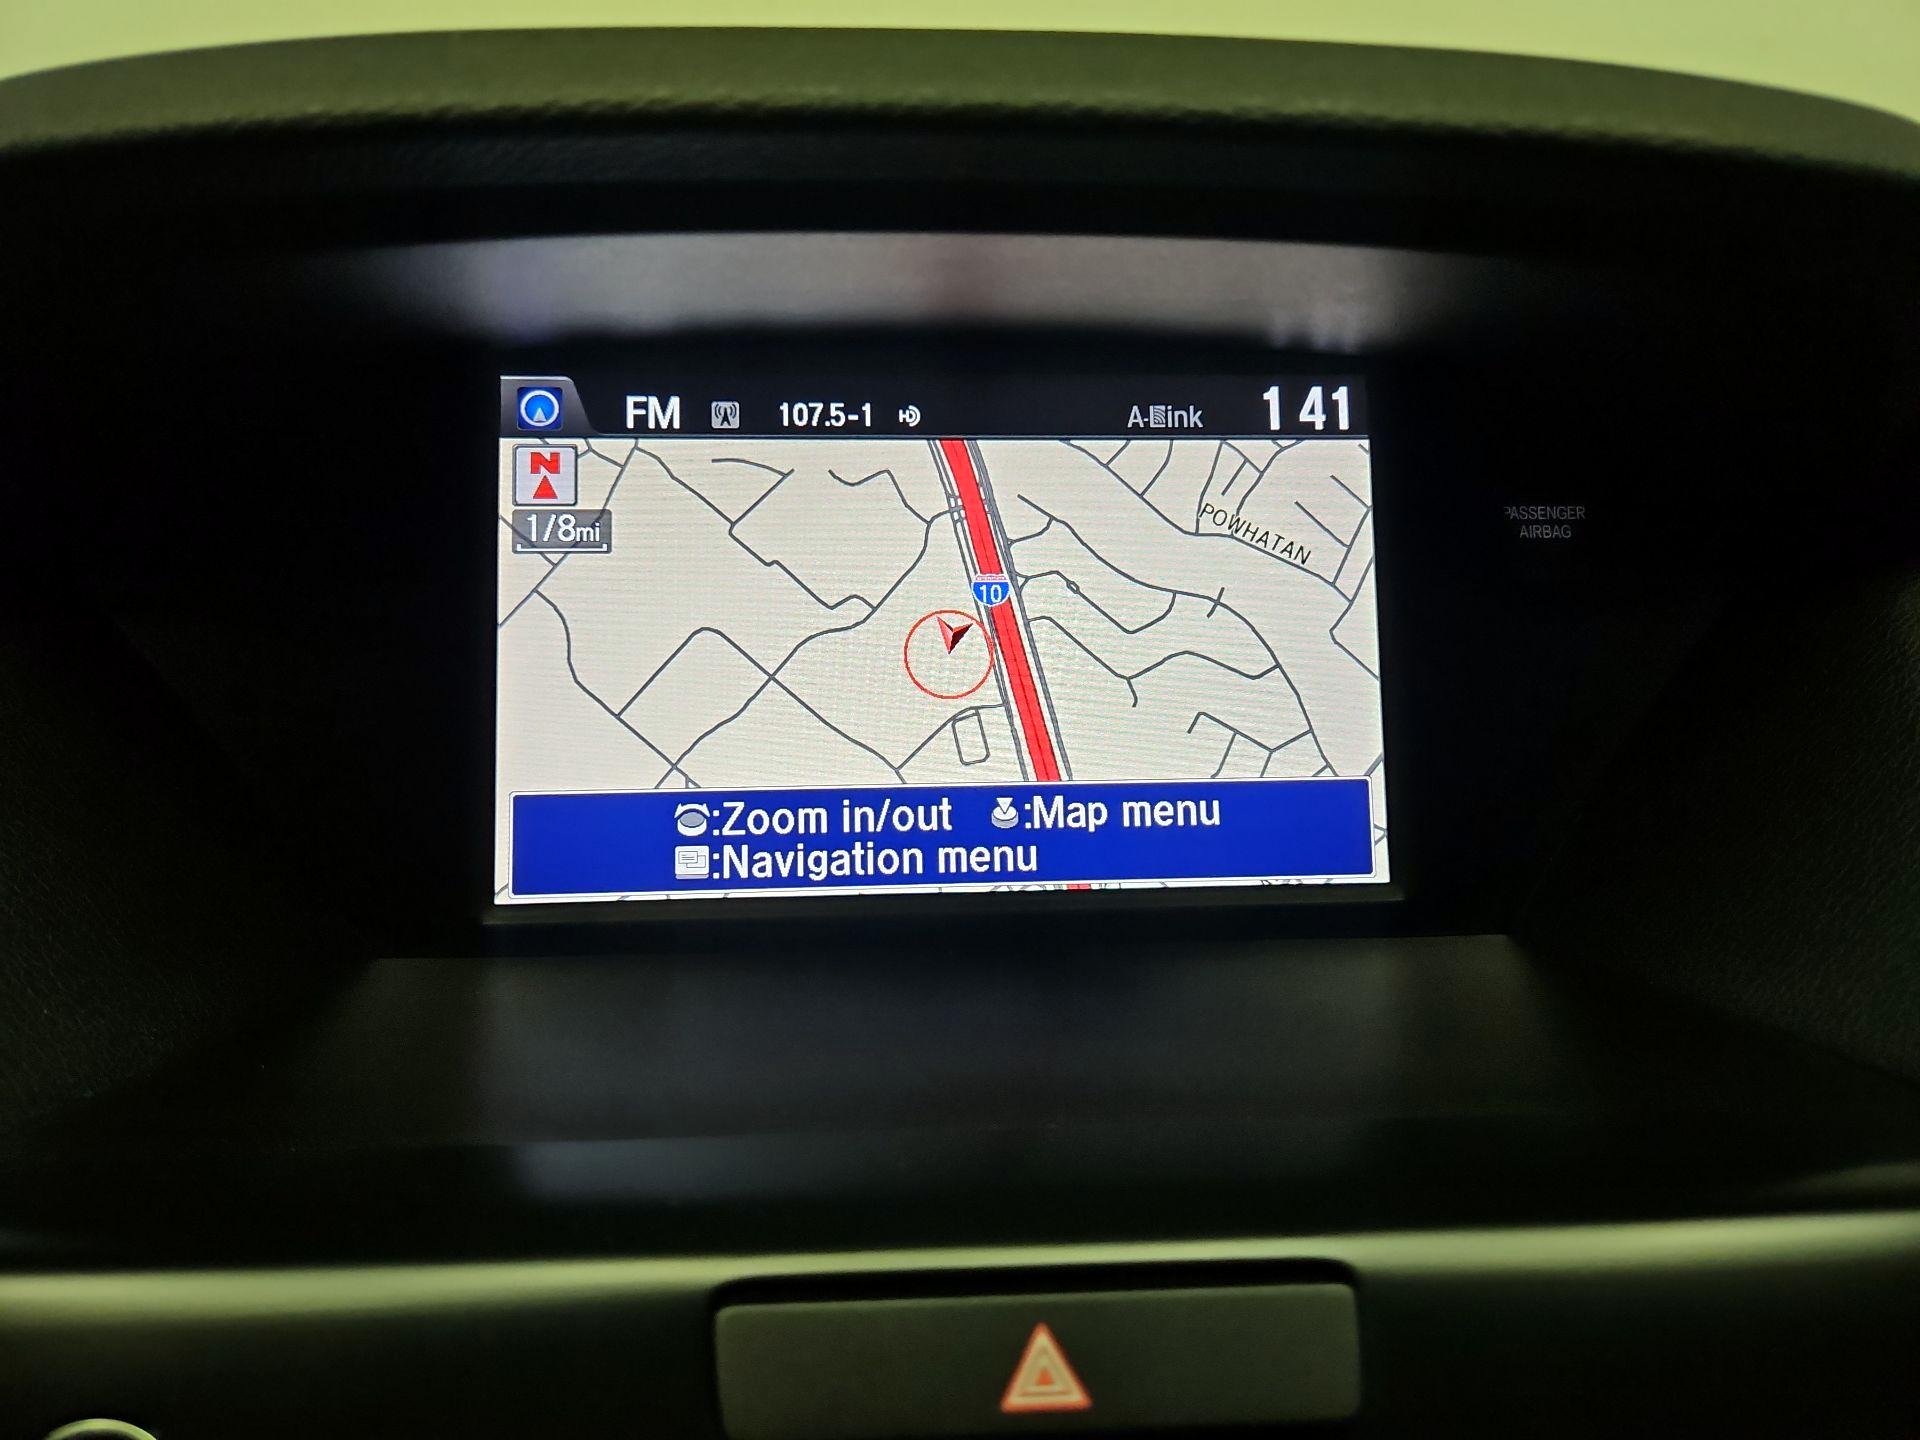 FM 107.5-1 HD A-Link 1 41
N
1/8mi
POWHATAN
10
PASSENGER
AIRBAG
:Zoom in/out :Map menu
:Navigation menu